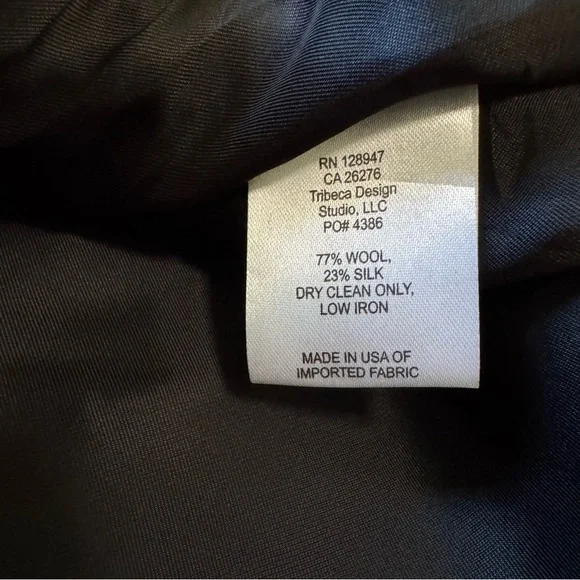 RN 128947
CA 26276
Tribeca Design
Studio, LLC
PO# 4386
77% WOOL,
23% SILK
DRY CLEAN ONLY,
LOW IRON
MADE IN USA OF
IMPORTED FABRIC